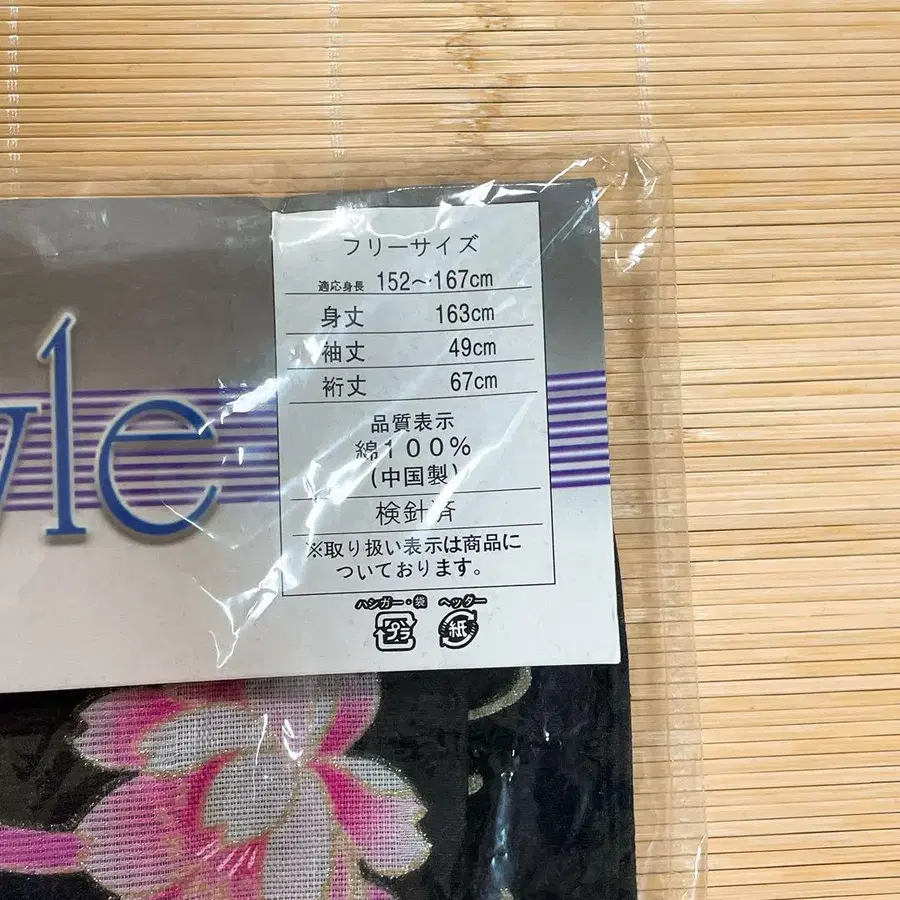 yle
フリーサイズ
適応身長 152～167cm
身丈 163cm
袖丈 49cm
裄丈 67cm
品質表示
綿１００％
(中国製)
検針済
※取り扱い表示は商品に
ついております。
ハンガー・袋 ヘッター
プラ 紙